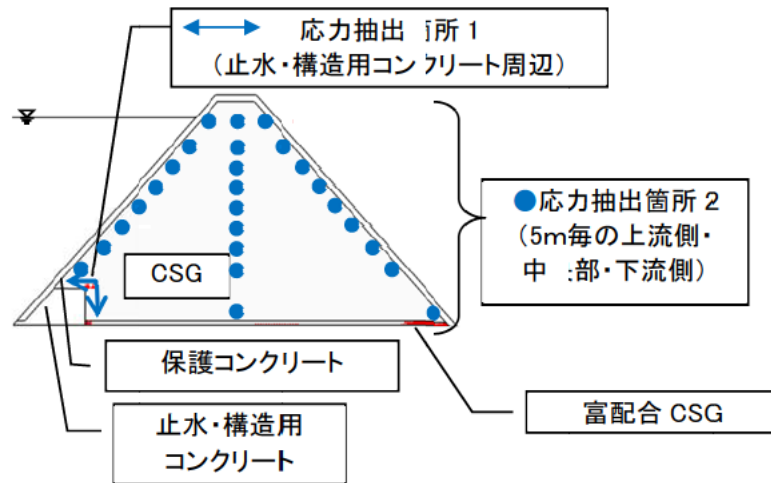 応力抽出 箇所 1
(止水・構造用コンクリート周辺)
●応力抽出箇所 2
(5m毎の上流側・
中 部・下流側)
CSG
保護コンクリート
富配合 CSG
止水・構造用
コンクリート